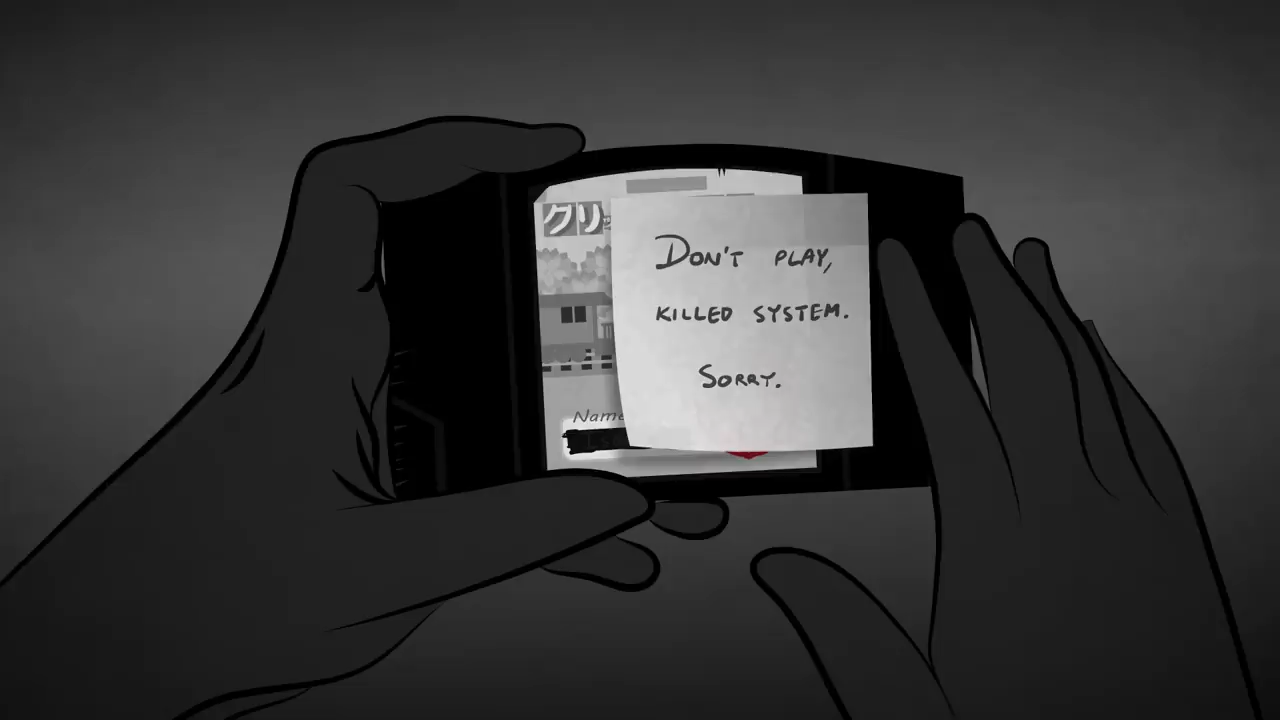 クリ
DON'T PLAY,
KILLED SYSTEM.
SORRY.
Name